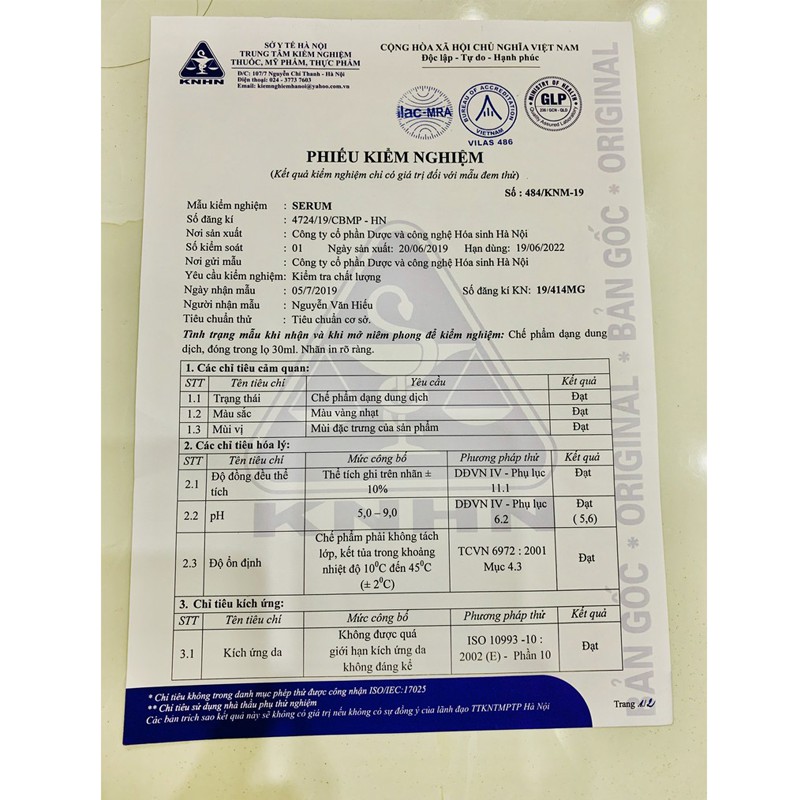 SỞ Y TẾ HÀ NỘI
TRUNG TÂM KIỂM NGHIỆM
THUỐC, MỸ PHẨM, THỰC PHẨM
Đ/C: 107/7 Nguyễn Chí Thanh - Hà Nội
Điện thoại: 024 - 3773 7603
Email: kiemnghiemhanoi@yahoo.com.vn
KNHN
CỘNG HÒA XÃ HỘI CHỦ NGHĨA VIỆT NAM
Độc lập - Tự do - Hạnh phúc
ilac-MRA
BUREAU OF ACCREDITATION
VIETNAM
VILAS 486
MINISTRY OF HEALTH
GLP
Quality Assured Laboratory
PHIẾU KIỂM NGHIỆM
(Kết quả kiểm nghiệm chỉ có giá trị đối với mẫu đem thử)
Số : 484/KNM-19
Mẫu kiểm nghiệm : SERUM
Số đăng kí : 4724/19/CBMP - HN
Nơi sản xuất : Công ty cổ phần Dược và công nghệ Hóa sinh Hà Nội
Số kiểm soát : 01 Ngày sản xuất: 20/06/2019 Hạn dùng: 19/06/2022
Nơi gửi mẫu : Công ty cổ phần Dược và công nghệ Hóa sinh Hà Nội
Yêu cầu kiểm nghiệm: Kiểm tra chất lượng
Ngày nhận mẫu : 05/7/2019 Số đăng kí KN: 19/414MG
Người nhận mẫu : Nguyễn Văn Hiếu
Tiêu chuẩn thử : Tiêu chuẩn cơ sở.
Tình trạng mẫu khi nhận và khi mở niêm phong để kiểm nghiệm: Chế phẩm dạng dung
dịch, đóng trong lọ 30ml. Nhãn in rõ ràng.
1. Các chỉ tiêu cảm quan:
STT Tên tiêu chí Yêu cầu Kết quả
1.1 Trạng thái Chế phẩm dạng dung dịch Đạt
1.2 Màu sắc Màu vàng nhạt Đạt
1.3 Mùi vị Mùi đặc trưng của sản phẩm Đạt
2. Các chỉ tiêu hóa lý:
STT Tên tiêu chí Mức công bố Phương pháp thử Kết quả
2.1 Độ đồng đều thể tích Thể tích ghi trên nhãn ± 10% DĐVN IV - Phụ lục 11.1 Đạt
2.2 pH 5,0 – 9,0 DĐVN IV - Phụ lục 6.2 Đạt ( 5,6)
2.3 Độ ổn định Chế phẩm phải không tách lớp, kết tủa trong khoảng nhiệt độ 10⁰C đến 45⁰C (± 2⁰C) TCVN 6972 : 2001 Mục 4.3 Đạt
3. Chỉ tiêu kích ứng:
STT Tên tiêu chí Mức công bố Phương pháp thử Kết quả
3.1 Kích ứng da Không được quá giới hạn kích ứng da không đáng kể ISO 10993 -10 : 2002 (E) - Phần 10 Đạt
* Chỉ tiêu không trong danh mục phép thử được công nhận ISO/IEC:17025
** Chỉ tiêu sử dụng nhà thầu phụ thử nghiệm
Các bản trích sao kết quả này sẽ không có giá trị nếu không có sự đồng ý của lãnh đạo TTKNTMPTP Hà Nội
Trang 1/2
KNHN
BẢN GỐC * ORIGINAL * BẢN GỐC * ORIGINAL